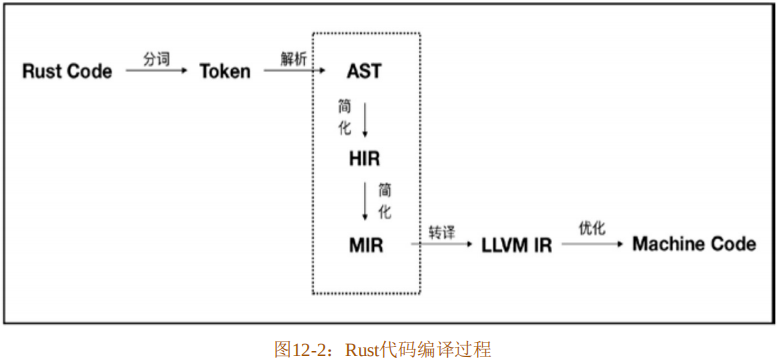 Rust Code 分词 Token 解析 AST
简化
HIR
简化
MIR 转译 LLVM IR 优化 Machine Code
图12-2：Rust代码编译过程